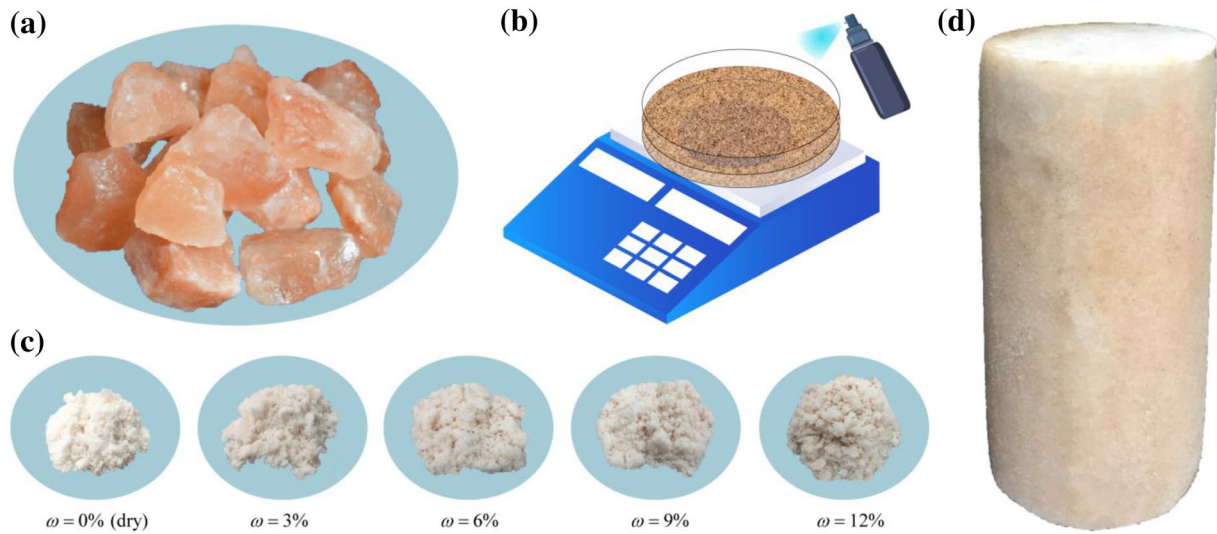 (a)
(b)
(d)
(c)
ω = 0% (dry)
ω = 3%
ω = 6%
ω = 9%
ω = 12%